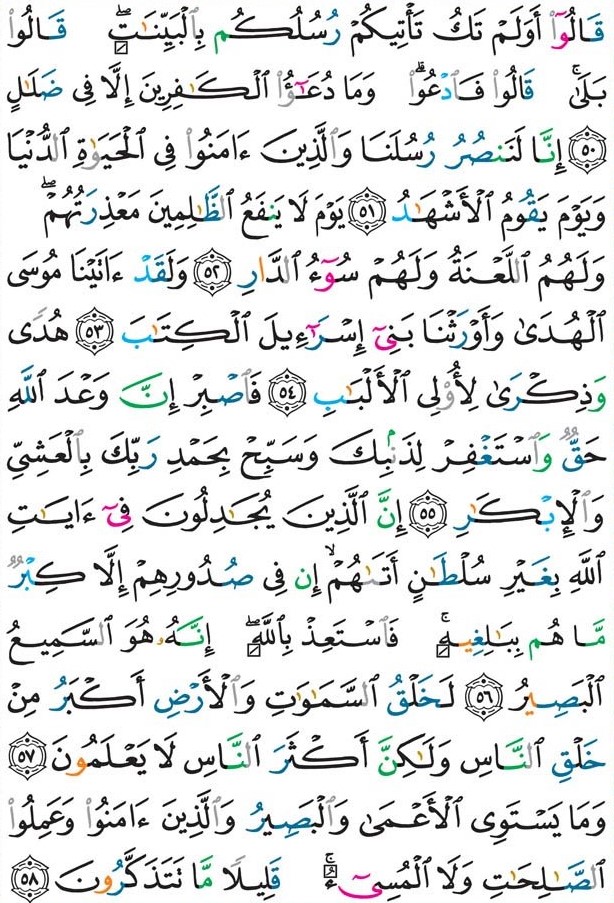 قَالُوٓا۟ أَوَلَمْ تَكُ تَأْتِيكُمْ رُسُلُكُم بِٱلْبَيِّنَـٰتِ ۖ قَالُوا۟
بَلَىٰ ۚ قَالُوا۟ فَٱدْعُوا۟ ۗ وَمَا دُعَـٰٓؤُا۟ ٱلْكَـٰفِرِينَ إِلَّا فِى ضَلَـٰلٍ
٥٠ إِنَّا لَنَنصُرُ رُسُلَنَا وَٱلَّذِينَ ءَامَنُوا۟ فِى ٱلْحَيَوٰةِ ٱلدُّنْيَا
وَيَوْمَ يَقُومُ ٱلْأَشْهَـٰدُ ٥١ يَوْمَ لَا يَنفَعُ ٱلظَّـٰلِمِينَ مَعْذِرَتُهُمْ ۖ
وَلَهُمُ ٱللَّعْنَةُ وَلَهُمْ سُوٓءُ ٱلدَّارِ ٥٢ وَلَقَدْ ءَاتَيْنَا مُوسَى
ٱلْهُدَىٰ وَأَوْرَثْنَا بَنِىٓ إِسْرَٰٓءِيلَ ٱلْكِتَـٰبَ ٥٣ هُدًى
وَذِكْرَىٰ لِأُو۟لِى ٱلْأَلْبَـٰبِ ٥٤ فَٱصْبِرْ إِنَّ وَعْدَ ٱللَّهِ
حَقٌّ وَٱسْتَغْفِرْ لِذَنۢبِكَ وَسَبِّحْ بِحَمْدِ رَبِّكَ بِٱلْعَشِىِّ
وَٱلْإِبْكَـٰرِ ٥٥ إِنَّ ٱلَّذِينَ يُجَـٰدِلُونَ فِىٓ ءَايَـٰتِ
ٱللَّهِ بِغَيْرِ سُلْطَـٰنٍ أَتَىٰهُمْ ۙ إِن فِى صُدُورِهِمْ إِلَّا كِبْرٌ
مَّا هُم بِبَـٰلِغِيهِ ۚ فَٱسْتَعِذْ بِٱللَّهِ ۖ إِنَّهُۥ هُوَ ٱلسَّمِيعُ
ٱلْبَصِيرُ ٥٦ لَخَلْقُ ٱلسَّمَـٰوَٰتِ وَٱلْأَرْضِ أَكْبَرُ مِنْ
خَلْقِ ٱلنَّاسِ وَلَـٰكِنَّ أَكْثَرَ ٱلنَّاسِ لَا يَعْلَمُونَ ٥٧
وَمَا يَسْتَوِى ٱلْأَعْمَىٰ وَٱلْبَصِيرُ وَٱلَّذِينَ ءَامَنُوا۟ وَعَمِلُوا۟
ٱلصَّـٰلِحَـٰتِ وَلَا ٱلْمُسِىٓءُ ۚ قَلِيلًا مَّا تَتَذَكَّرُونَ ٥٨